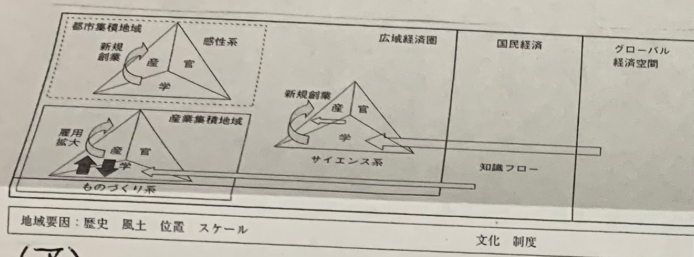 都市集積地域
感性系
新規
創業
産 官
学
産業集積地域
雇用
拡大
産 官
学
ものづくり系
広域経済圏
新規創業
産 官
学
サイエンス系
国民経済
知識フロー
グローバル
経済空間
地域要因：歴史 風土 位置 スケール
文化 制度